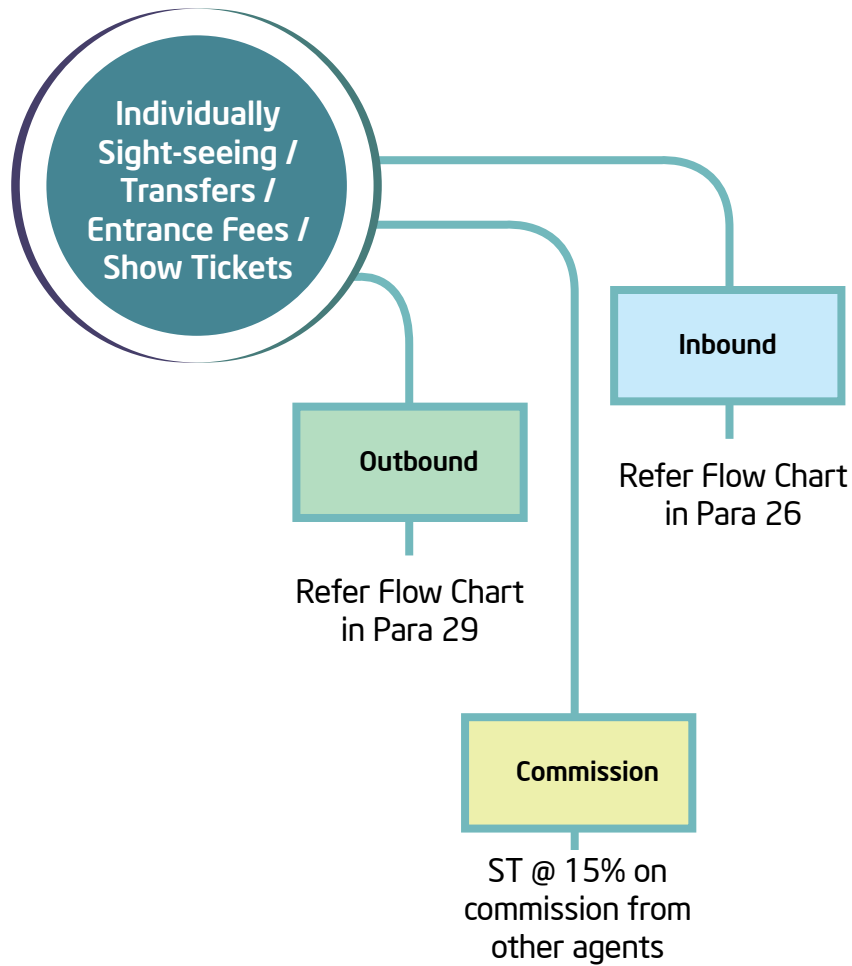 Individually
Sight-seeing /
Transfers /
Entrance Fees /
Show Tickets
Inbound
Refer Flow Chart
in Para 26
Outbound
Refer Flow Chart
in Para 29
Commission
ST @ 15% on
commission from
other agents